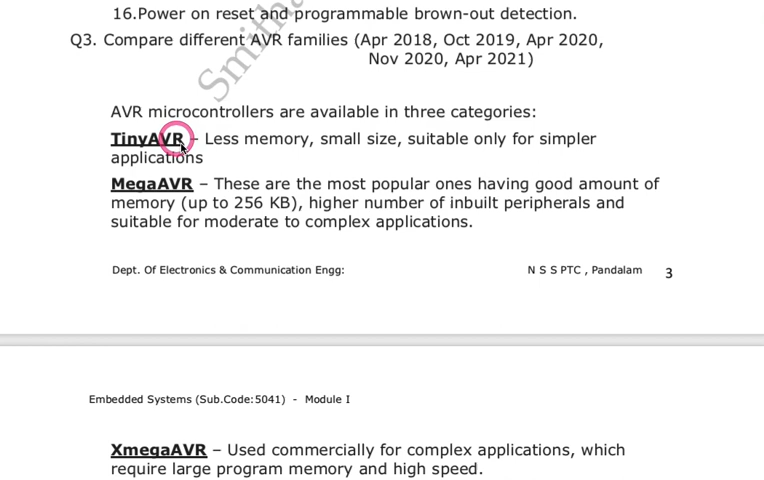 16.Power on reset and programmable brown-out detection.
Q3. Compare different AVR families (Apr 2018, Oct 2019, Apr 2020,
Nov 2020, Apr 2021)
Smitha
AVR microcontrollers are available in three categories:
TinyAVR – Less memory, small size, suitable only for simpler
applications
MegaAVR – These are the most popular ones having good amount of
memory (up to 256 KB), higher number of inbuilt peripherals and
suitable for moderate to complex applications.
Dept. Of Electronics & Communication Engg: N S S PTC , Pandalam 3
Embedded Systems (Sub.Code:5041) - Module I
XmegaAVR – Used commercially for complex applications, which
require large program memory and high speed.